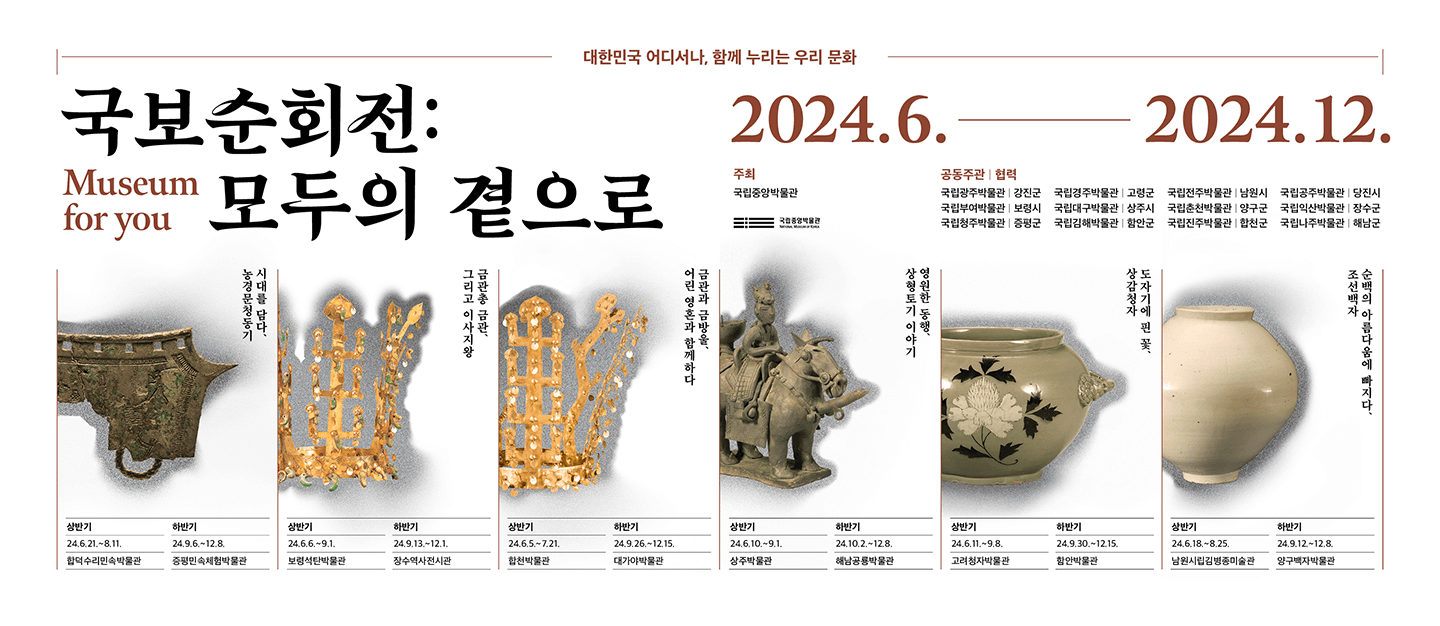 대한민국 어디서나, 함께 누리는 우리 문화
국보순회전:
Museum
for you
모두의 곁으로
2024.6. 2024.12.
주최
국립중앙박물관
국립중앙박물관
NATIONAL MUSEUM OF KOREA
공동주관 | 협력
국립광주박물관 | 강진군 국립경주박물관 | 고령군 국립전주박물관 | 남원시 국립공주박물관 | 당진시
국립부여박물관 | 보령시 국립대구박물관 | 상주시 국립춘천박물관 | 양구군 국립익산박물관 | 장수군
국립청주박물관 | 증평군 국립김해박물관 | 함안군 국립진주박물관 | 합천군 국립나주박물관 | 해남군
시대를 담다,
농경문청동기
상반기 하반기
24.6.21.~8.11. 24.9.6.~12.8.
합덕수리민속박물관 증평민속체험박물관
금관총 금관,
그리고 이사지왕
상반기 하반기
24.6.6.~9.1. 24.9.13.~12.1.
보령석탄박물관 장수역사전시관
금관과 금방울,
어린 영혼과 함께하다
상반기 하반기
24.6.5.~7.21. 24.9.26.~12.15.
합천박물관 대가야박물관
영원한 동행,
상형토기 이야기
상반기 하반기
24.6.10.~9.1. 24.10.2.~12.8.
상주박물관 해남공룡박물관
도자기에 핀 꽃,
상감청자
상반기 하반기
24.6.11.~9.8. 24.9.30.~12.15.
고려청자박물관 함안박물관
순백의 아름다움에 빠지다,
조선백자
상반기 하반기
24.6.18.~8.25. 24.9.12.~12.8.
남원시립김병종미술관 양구백자박물관